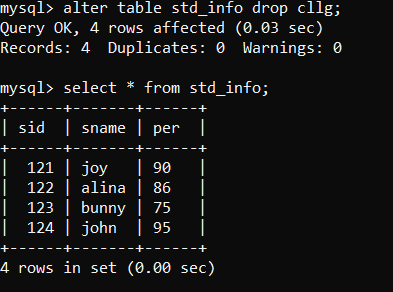 mysql> alter table std_info drop cllg;
Query OK, 4 rows affected (0.03 sec)
Records: 4  Duplicates: 0  Warnings: 0

mysql> select * from std_info;
+------+-------+------+
| sid  | sname | per  |
+------+-------+------+
|  121 | joy   | 90   |
|  122 | alina | 86   |
|  123 | bunny | 75   |
|  124 | john  | 95   |
+------+-------+------+
4 rows in set (0.00 sec)